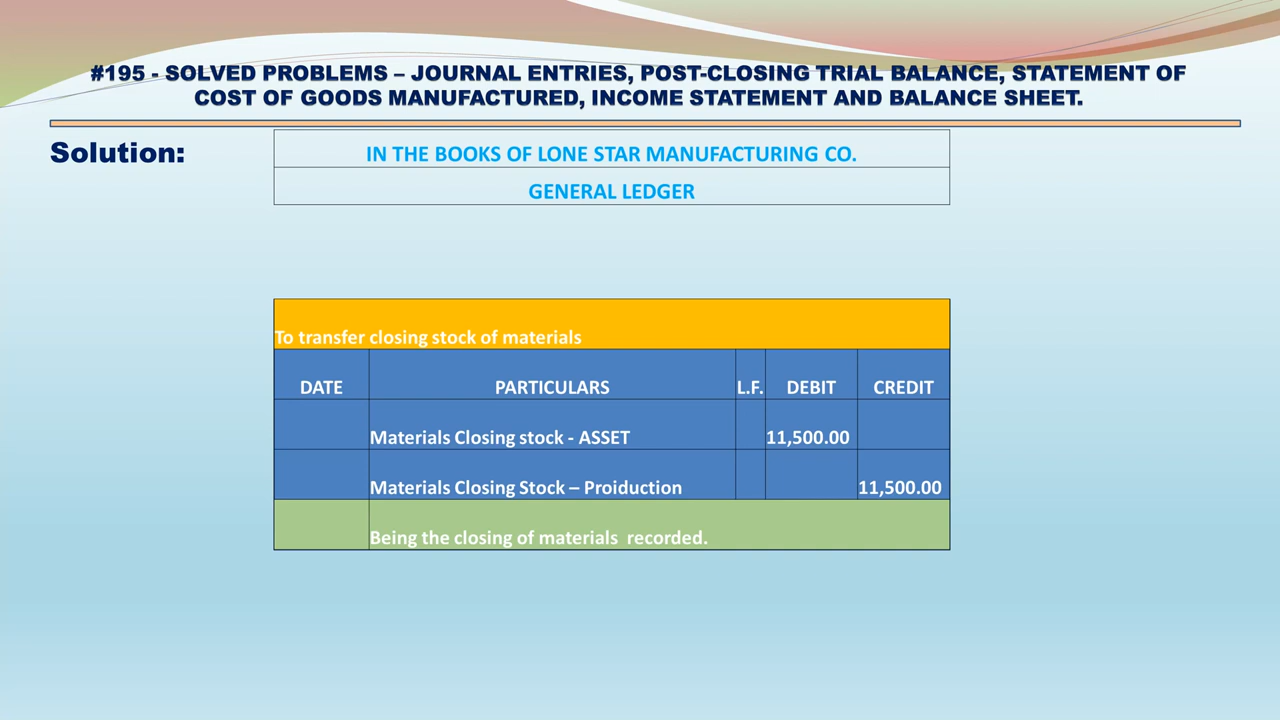 #195 - SOLVED PROBLEMS – JOURNAL ENTRIES, POST-CLOSING TRIAL BALANCE, STATEMENT OF
COST OF GOODS MANUFACTURED, INCOME STATEMENT AND BALANCE SHEET.
Solution:
IN THE BOOKS OF LONE STAR MANUFACTURING CO.
GENERAL LEDGER
To transfer closing stock of materials
DATE PARTICULARS L.F. DEBIT CREDIT
Materials Closing stock - ASSET 11,500.00
Materials Closing Stock – Proiduction 11,500.00
Being the closing of materials  recorded.